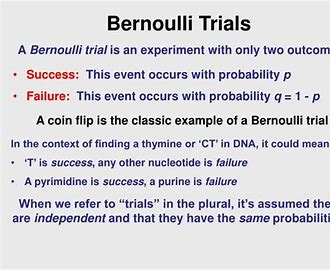 Bernoulli Trials
A Bernoulli trial is an experiment with only two outcom
• Success: This event occurs with probability p
• Failure: This event occurs with probability q = 1 - p
A coin flip is the classic example of a Bernoulli trial
In the context of finding a thymine or ‘CT’ in DNA, it could mean
• ‘T’ is success, any other nucleotide is failure
• A pyrimidine is success, a purine is failure
When we refer to “trials” in the plural, it’s assumed the
are independent and that they have the same probabiliti